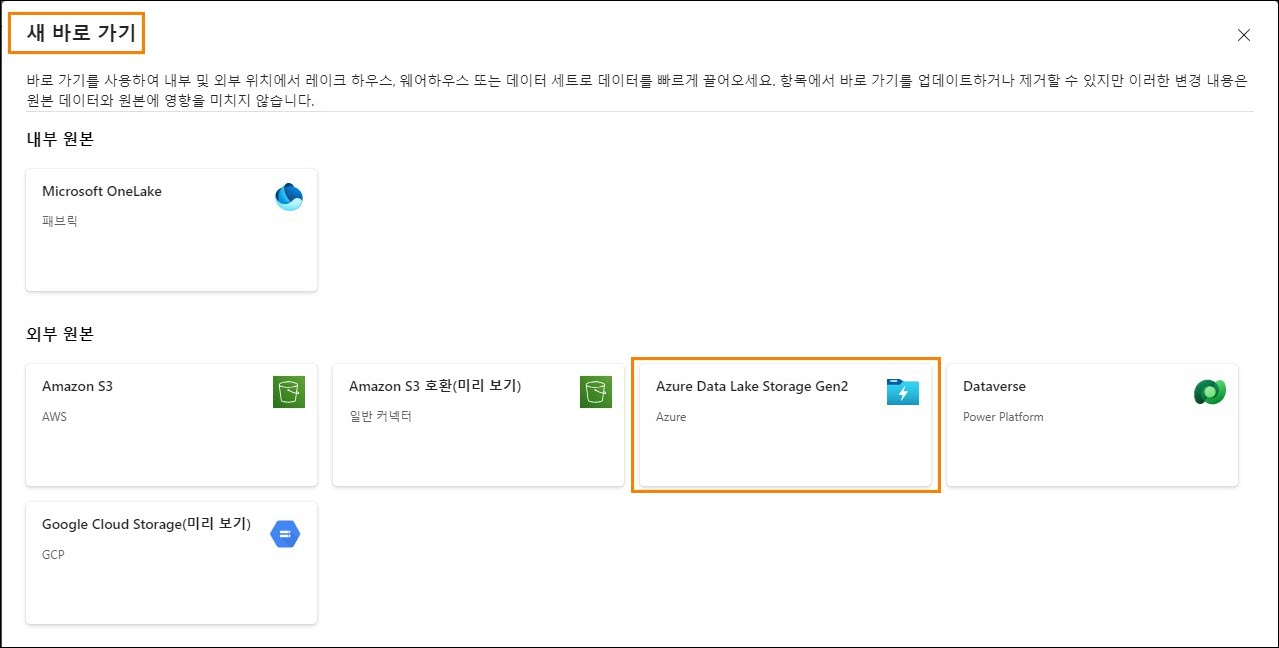 새 바로 가기
바로 가기를 사용하여 내부 및 외부 위치에서 레이크 하우스, 웨어하우스 또는 데이터 세트로 데이터를 빠르게 끌어오세요. 항목에서 바로 가기를 업데이트하거나 제거할 수 있지만 이러한 변경 내용은
원본 데이터와 원본에 영향을 미치지 않습니다.
내부 원본
Microsoft OneLake
패브릭
외부 원본
Amazon S3
AWS
Amazon S3 호환(미리 보기)
일반 커넥터
Azure Data Lake Storage Gen2
Azure
Dataverse
Power Platform
Google Cloud Storage(미리 보기)
GCP